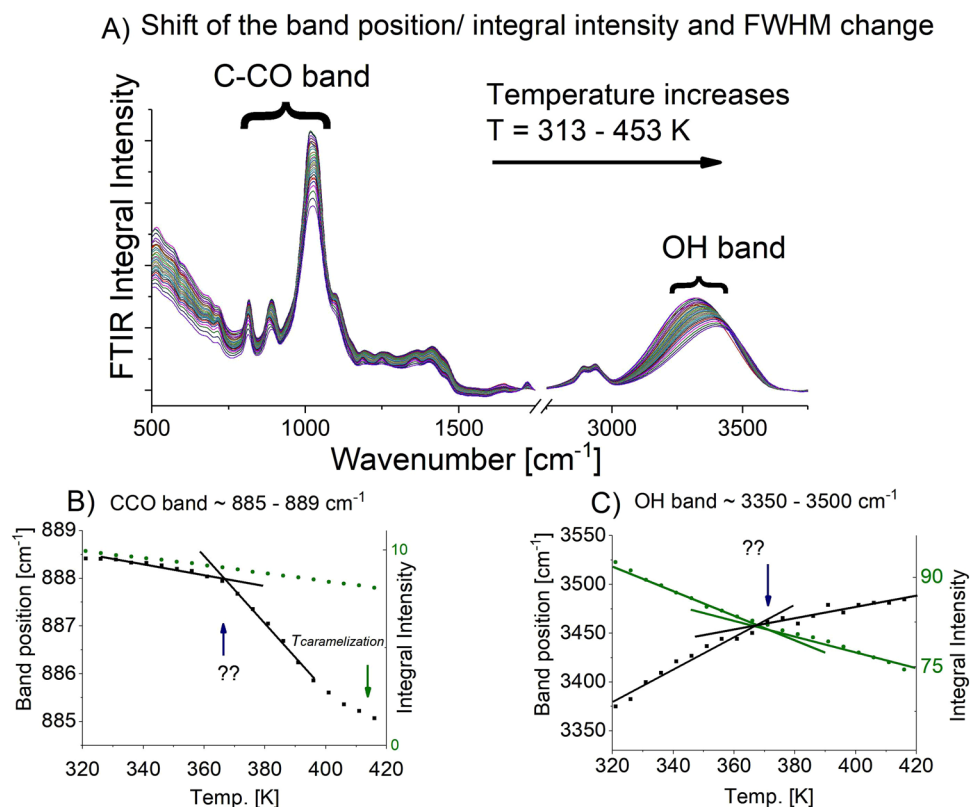 A) Shift of the band position/ integral intensity and FWHM change
C-CO band
Temperature increases
T = 313 - 453 K
OH band
FTIR Integral Intensity
500 1000 1500 3000 3500
Wavenumber [cm⁻¹]
B) CCO band ~ 885 - 889 cm⁻¹
Band position [cm⁻¹]
889
888
887
886
885
??
Tcaramelization
10
0
Integral Intensity
320 340 360 380 400 420
Temp. [K]
C) OH band ~ 3350 - 3500 cm⁻¹
Band position [cm⁻¹]
3550
3500
3450
3400
3350
??
90
75
Integral Intensity
320 340 360 380 400 420
Temp. [K]